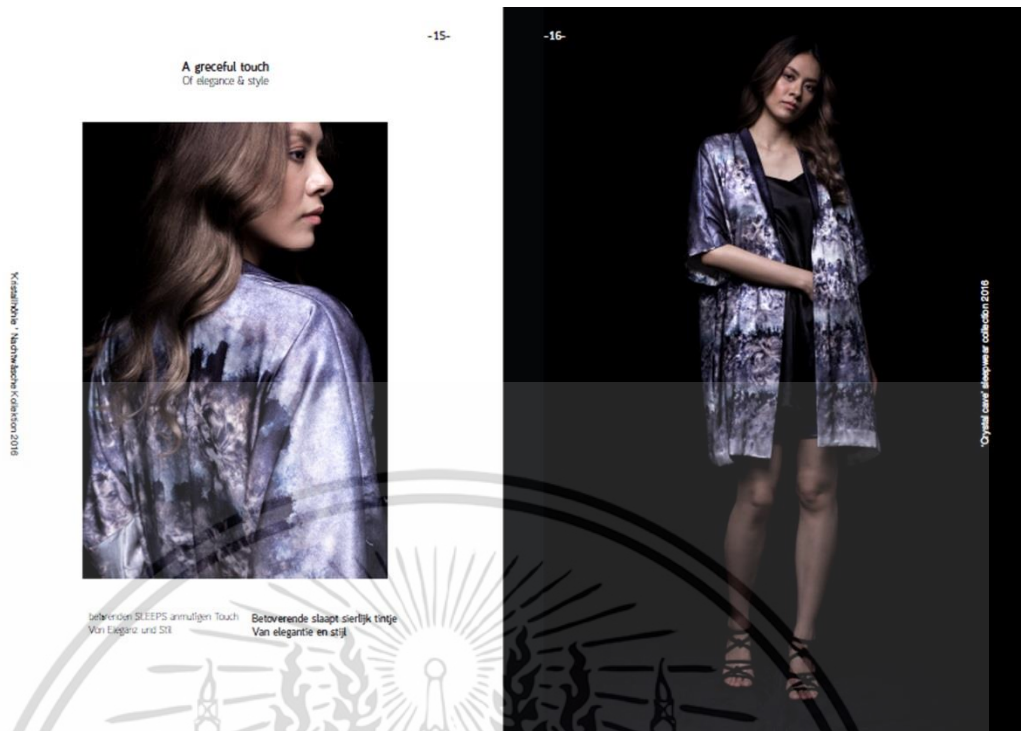 -15-
A greceful touch
Of elegance & style
'Kristallhöhle ' Nachtwäsche Kollektion 2016
SLEEPS anmutigen Touch
Von Eleganz und Stil
Betoverende slaapt sierlijk tintje
Van elegantie en stijl
-16-
'Crystal cave' sleepwear collection 2016